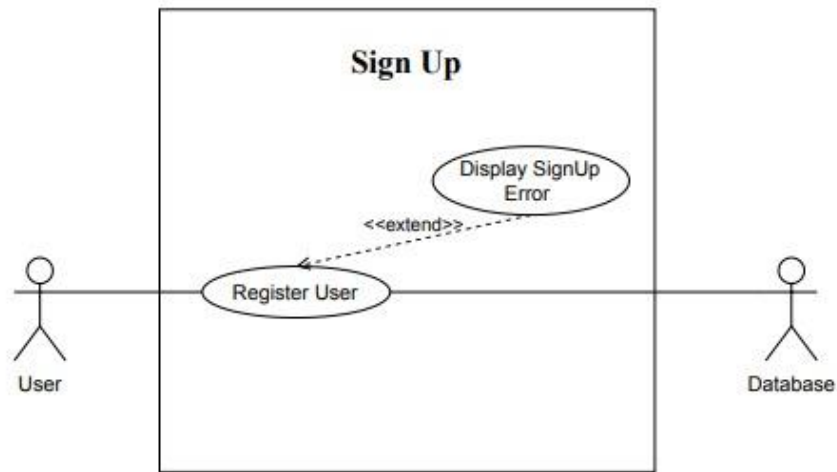 Sign Up
Display SignUp
Error
<<extend>>
Register User
User
Database